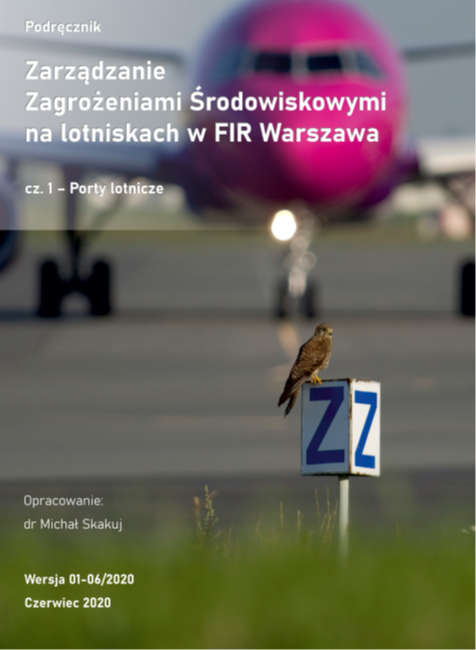 Podręcznik
Zarządzanie
Zagrożeniami Środowiskowymi
na lotniskach w FIR Warszawa
cz. 1 – Porty lotnicze
Z Z
Opracowanie:
dr Michał Skakuj
Wersja 01-06/2020
Czerwiec 2020